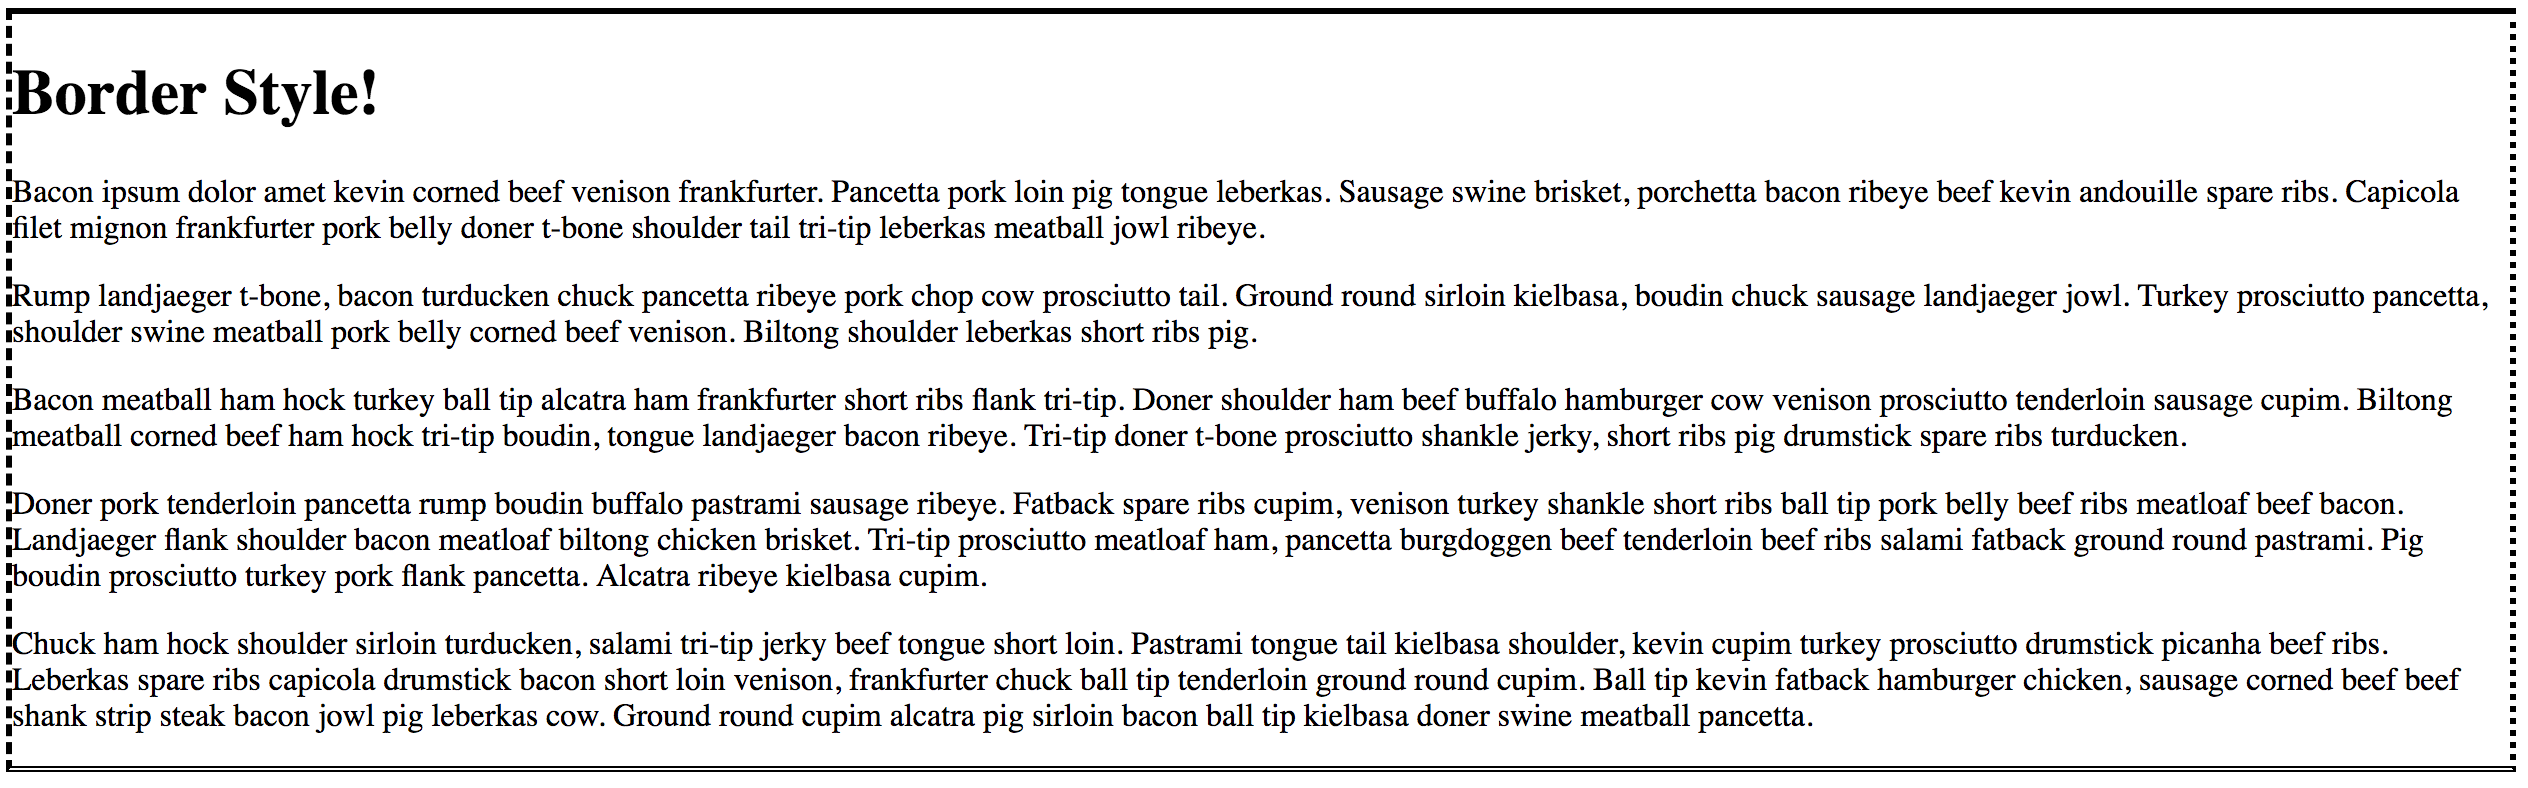 Border Style!
Bacon ipsum dolor amet kevin corned beef venison frankfurter. Pancetta pork loin pig tongue leberkas. Sausage swine brisket, porchetta bacon ribeye beef kevin andouille spare ribs. Capicola
filet mignon frankfurter pork belly doner t-bone shoulder tail tri-tip leberkas meatball jowl ribeye.
Rump landjaeger t-bone, bacon turducken chuck pancetta ribeye pork chop cow prosciutto tail. Ground round sirloin kielbasa, boudin chuck sausage landjaeger jowl. Turkey prosciutto pancetta,
shoulder swine meatball pork belly corned beef venison. Biltong shoulder leberkas short ribs pig.
Bacon meatball ham hock turkey ball tip alcatra ham frankfurter short ribs flank tri-tip. Doner shoulder ham beef buffalo hamburger cow venison prosciutto tenderloin sausage cupim. Biltong
meatball corned beef ham hock tri-tip boudin, tongue landjaeger bacon ribeye. Tri-tip doner t-bone prosciutto shankle jerky, short ribs pig drumstick spare ribs turducken.
Doner pork tenderloin pancetta rump boudin buffalo pastrami sausage ribeye. Fatback spare ribs cupim, venison turkey shankle short ribs ball tip pork belly beef ribs meatloaf beef bacon.
Landjaeger flank shoulder bacon meatloaf biltong chicken brisket. Tri-tip prosciutto meatloaf ham, pancetta burgdoggen beef tenderloin beef ribs salami fatback ground round pastrami. Pig
boudin prosciutto turkey pork flank pancetta. Alcatra ribeye kielbasa cupim.
Chuck ham hock shoulder sirloin turducken, salami tri-tip jerky beef tongue short loin. Pastrami tongue tail kielbasa shoulder, kevin cupim turkey prosciutto drumstick picanha beef ribs.
Leberkas spare ribs capicola drumstick bacon short loin venison, frankfurter chuck ball tip tenderloin ground round cupim. Ball tip kevin fatback hamburger chicken, sausage corned beef beef
shank strip steak bacon jowl pig leberkas cow. Ground round cupim alcatra pig sirloin bacon ball tip kielbasa doner swine meatball pancetta.